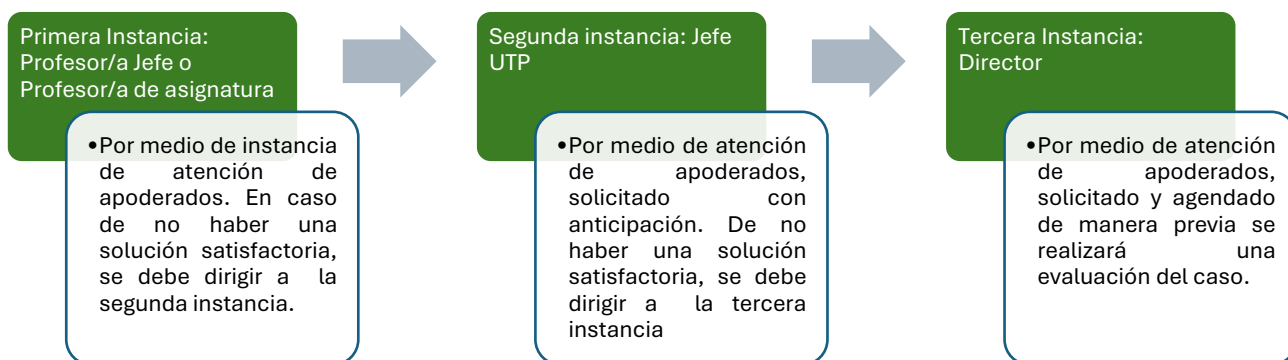 Primera Instancia:
Profesor/a Jefe o
Profesor/a de asignatura
•Por medio de instancia
de atención de
apoderados. En caso
de no haber una
solución satisfactoria,
se debe dirigir a la
segunda instancia.
Segunda instancia: Jefe
UTP
•Por medio de atención
de apoderados,
solicitado con
anticipación. De no
haber una solución
satisfactoria, se debe
dirigir a la tercera
instancia
Tercera Instancia:
Director
•Por medio de atención
de apoderados,
solicitado y agendado
de manera previa se
realizará una
evaluación del caso.